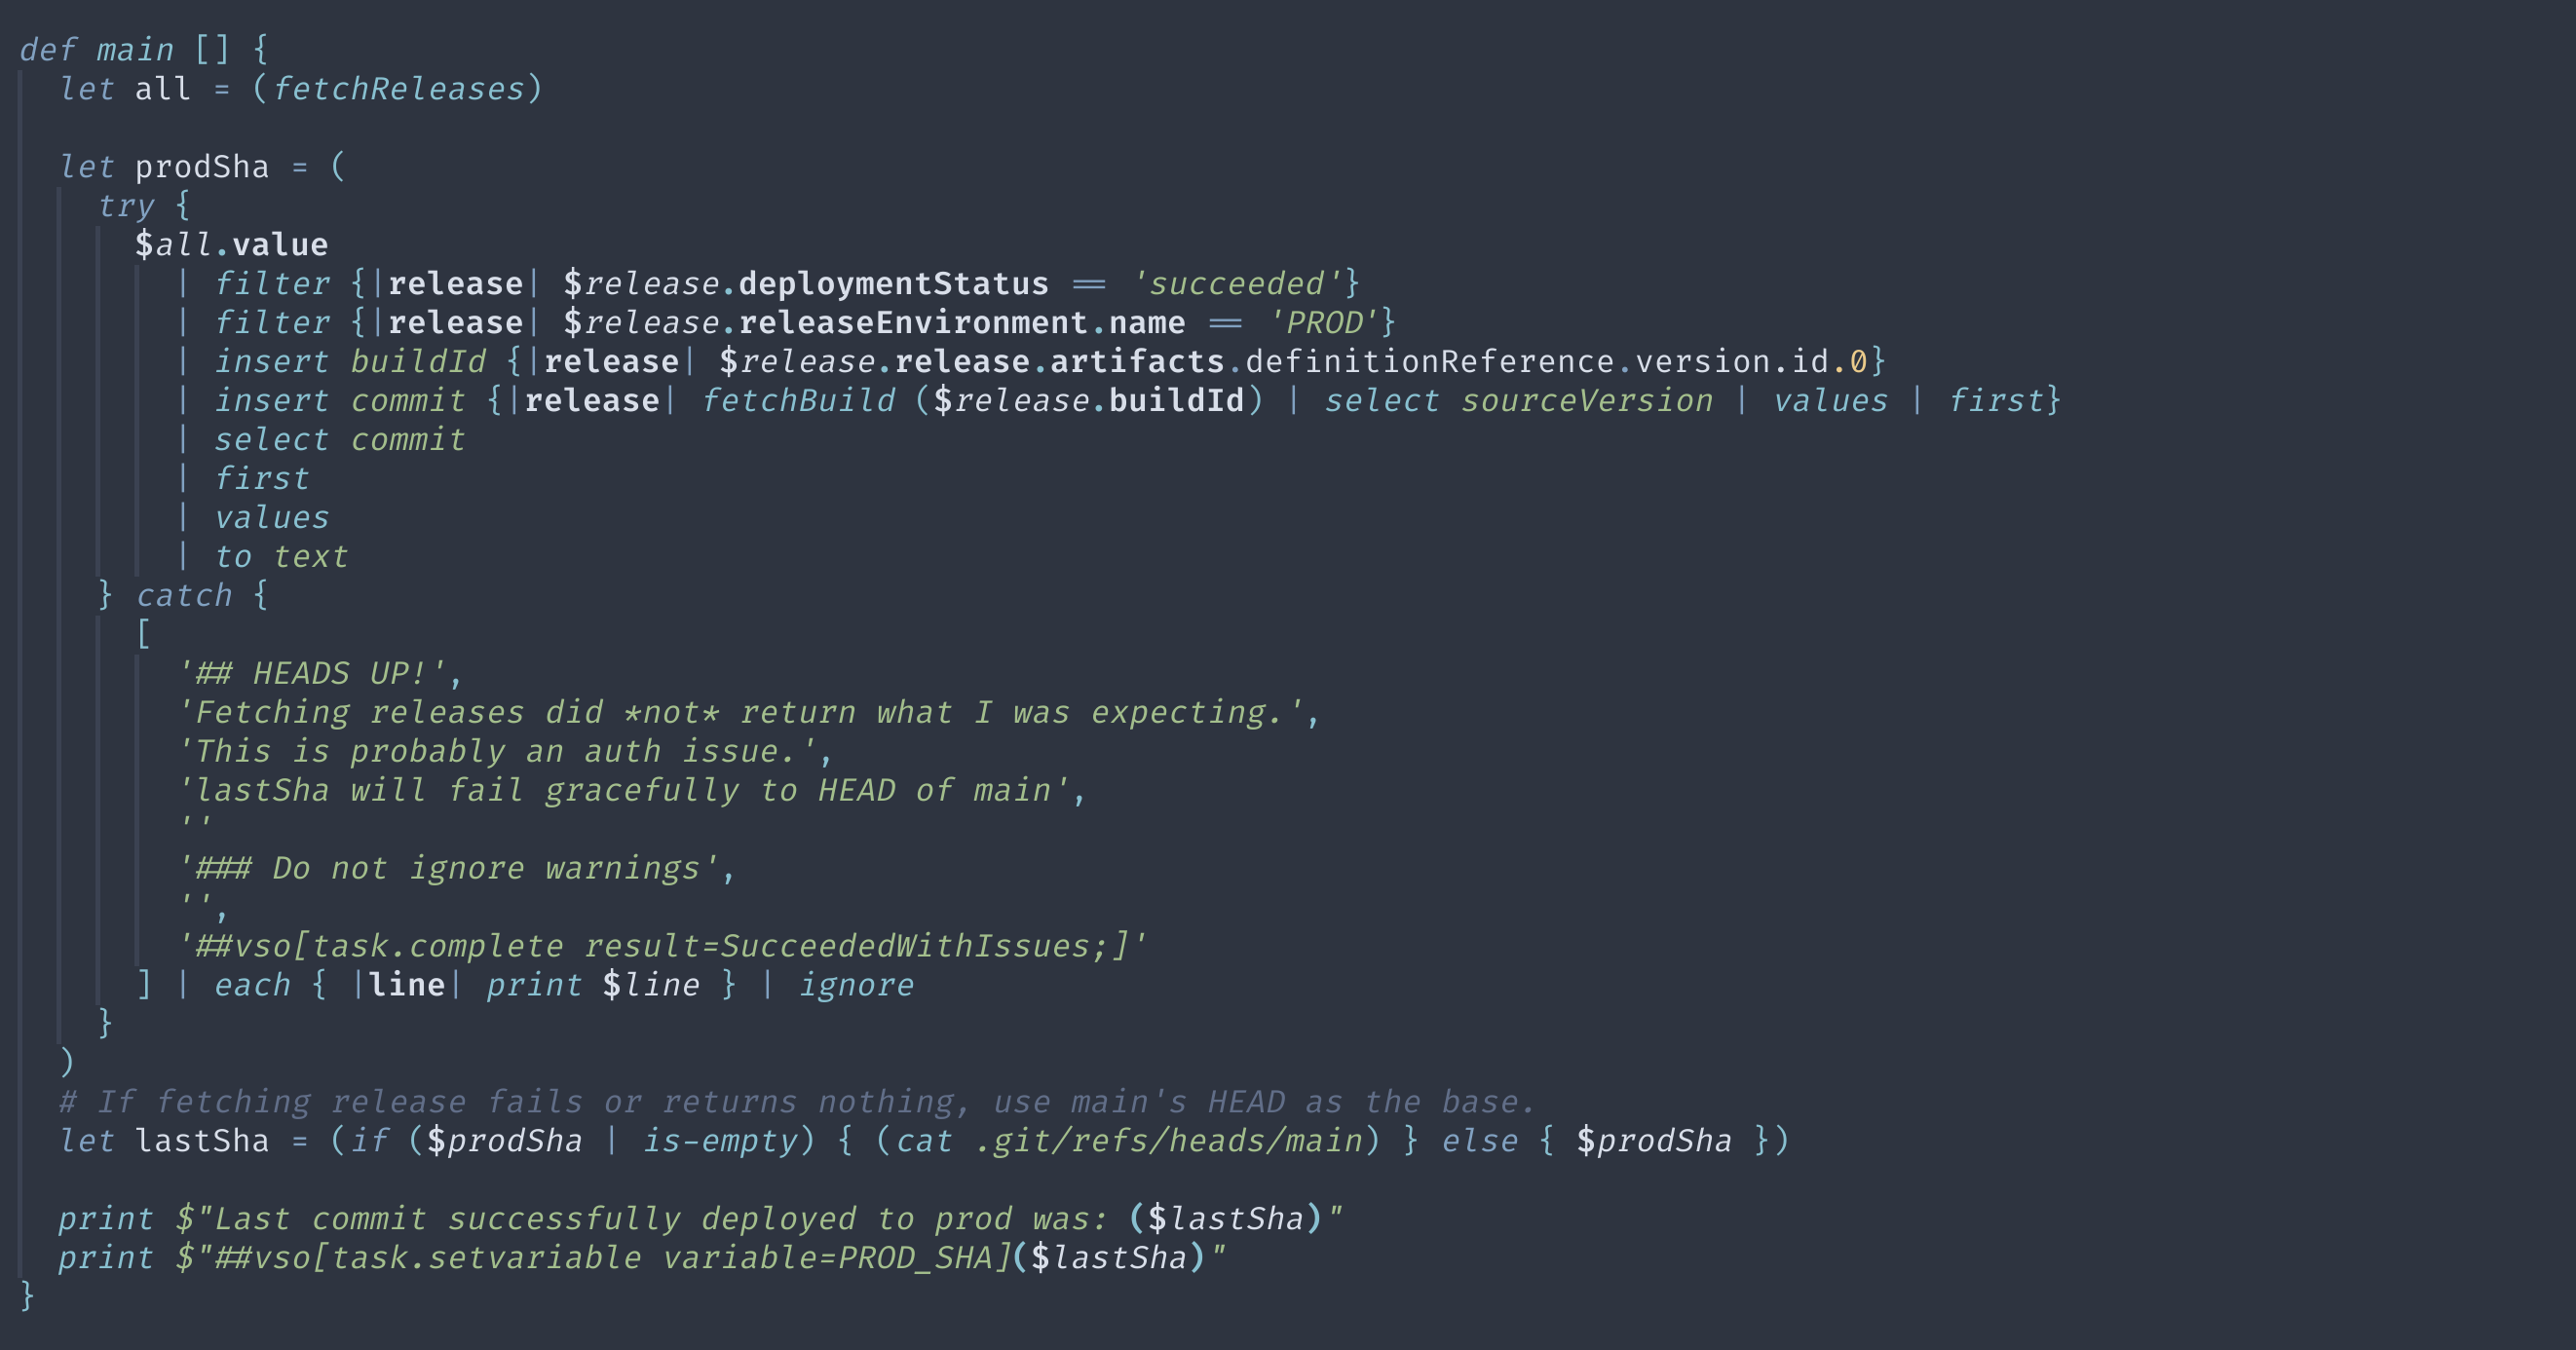 def main [] {
  let all = (fetchReleases)

  let prodSha = (
    try {
      $all.value
        | filter {|release| $release.deploymentStatus == 'succeeded'}
        | filter {|release| $release.releaseEnvironment.name == 'PROD'}
        | insert buildId {|release| $release.release.artifacts.definitionReference.version.id.0}
        | insert commit {|release| fetchBuild ($release.buildId) | select sourceVersion | values | first}
        | select commit
        | first
        | values
        | to text
    } catch {
      [
        '## HEADS UP!',
        'Fetching releases did *not* return what I was expecting.',
        'This is probably an auth issue.',
        'lastSha will fail gracefully to HEAD of main',
        ''
        '### Do not ignore warnings',
        '',
        '##vso[task.complete result=SucceededWithIssues;]'
      ] | each { |line| print $line } | ignore
    }
  )
  # If fetching release fails or returns nothing, use main's HEAD as the base.
  let lastSha = (if ($prodSha | is-empty) { (cat .git/refs/heads/main) } else { $prodSha })

  print $"Last commit successfully deployed to prod was: ($lastSha)"
  print $"##vso[task.setvariable variable=PROD_SHA]($lastSha)"
}